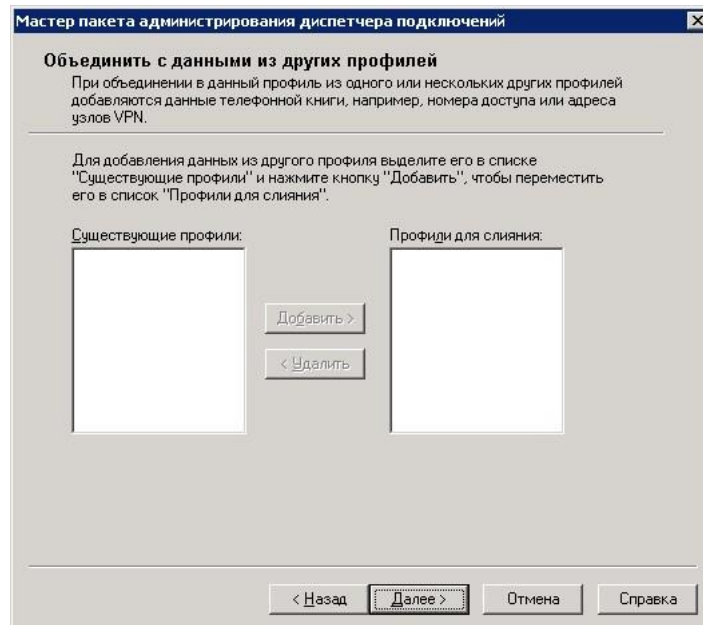 Мастер пакета администрирования диспетчера подключений
Объединить с данными из других профилей
При объединении в данный профиль из одного или нескольких других профилей
добавляются данные телефонной книги, например, номера доступа или адреса
узлов VPN.
Для добавления данных из другого профиля выделите его в списке
"Существующие профили" и нажмите кнопку "Добавить", чтобы переместить
его в список "Профили для слияния".
Существующие профили:
Профили для слияния:
Добавить >
< Удалить
< Назад
Далее >
Отмена
Справка